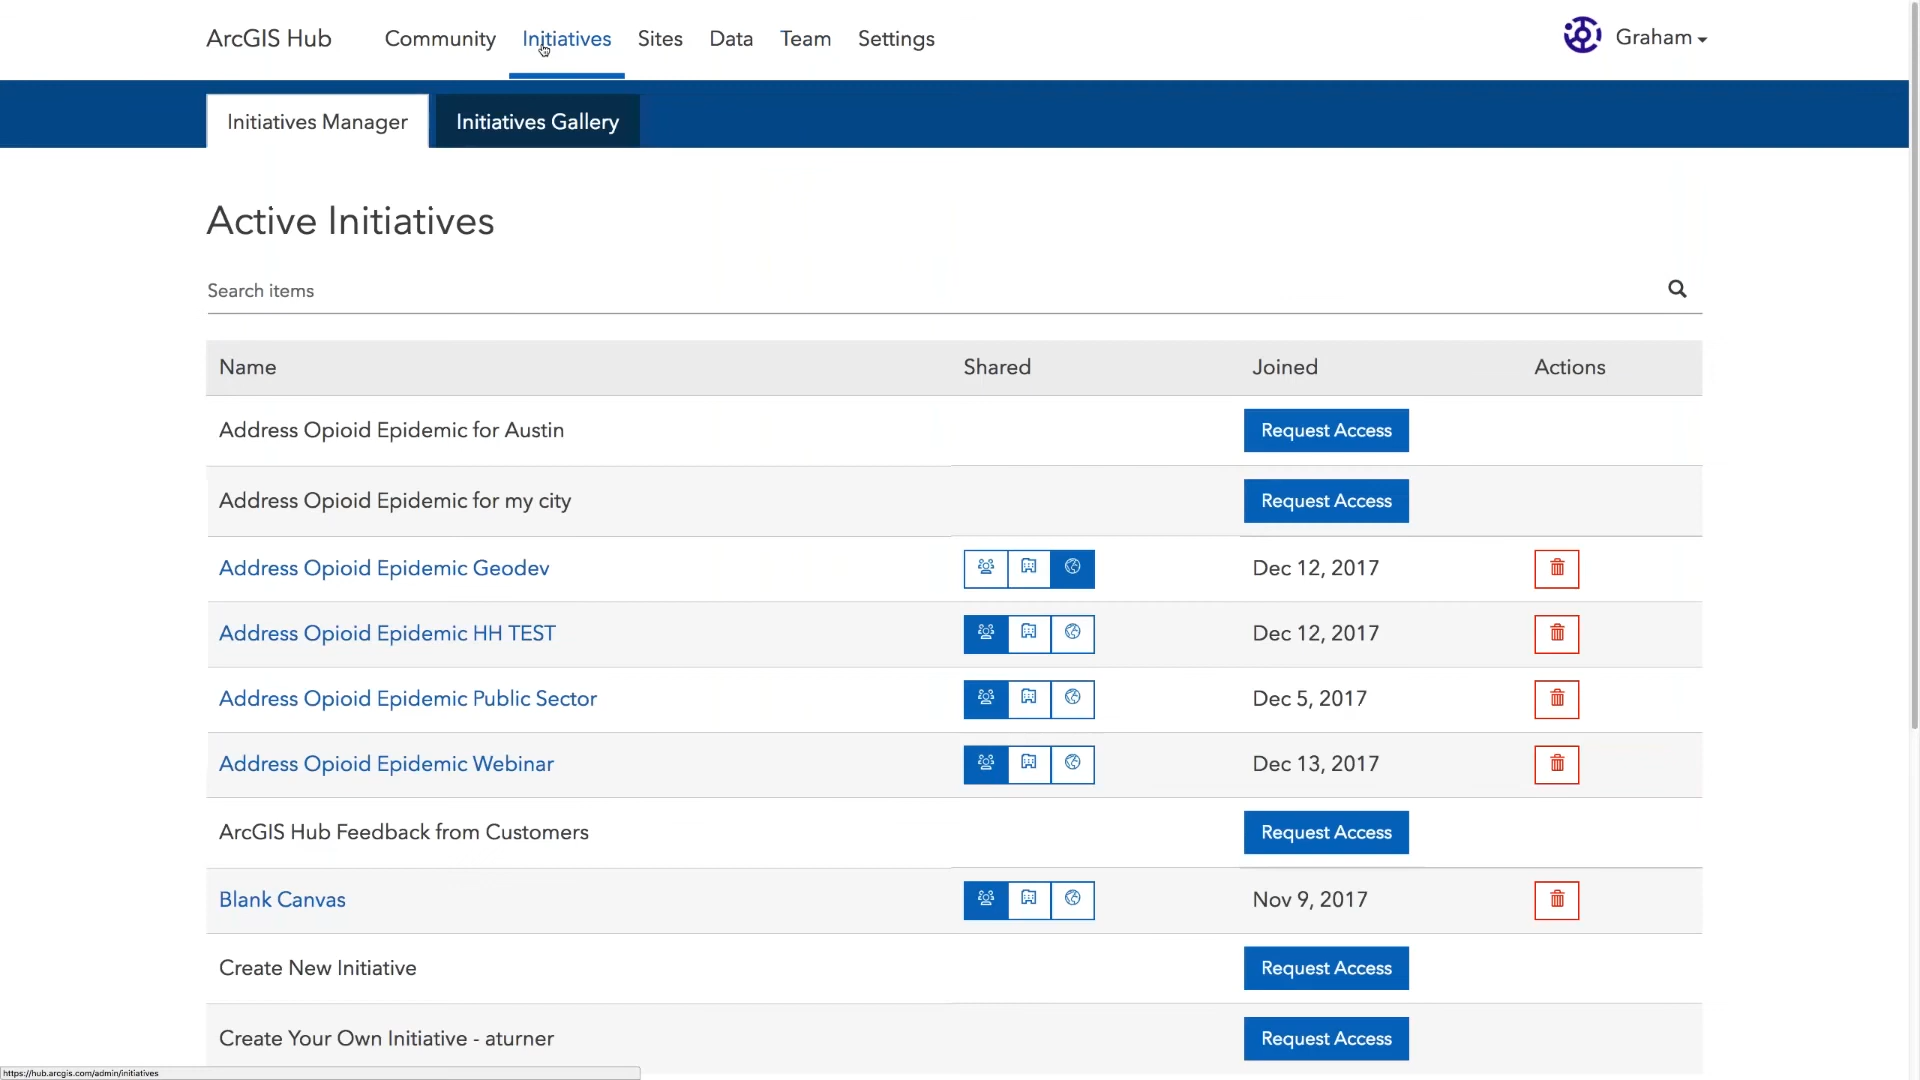 ArcGIS Hub Community Initiatives Sites Data Team Settings Graham
Initiatives Manager Initiatives Gallery
Active Initiatives
Search items
Name Shared Joined Actions
Address Opioid Epidemic for Austin Request Access
Address Opioid Epidemic for my city Request Access
Address Opioid Epidemic Geodev Dec 12, 2017
Address Opioid Epidemic HH TEST Dec 12, 2017
Address Opioid Epidemic Public Sector Dec 5, 2017
Address Opioid Epidemic Webinar Dec 13, 2017
ArcGIS Hub Feedback from Customers Request Access
Blank Canvas Nov 9, 2017
Create New Initiative Request Access
Create Your Own Initiative - aturner Request Access
https://hub.arcgis.com/admin/initiatives